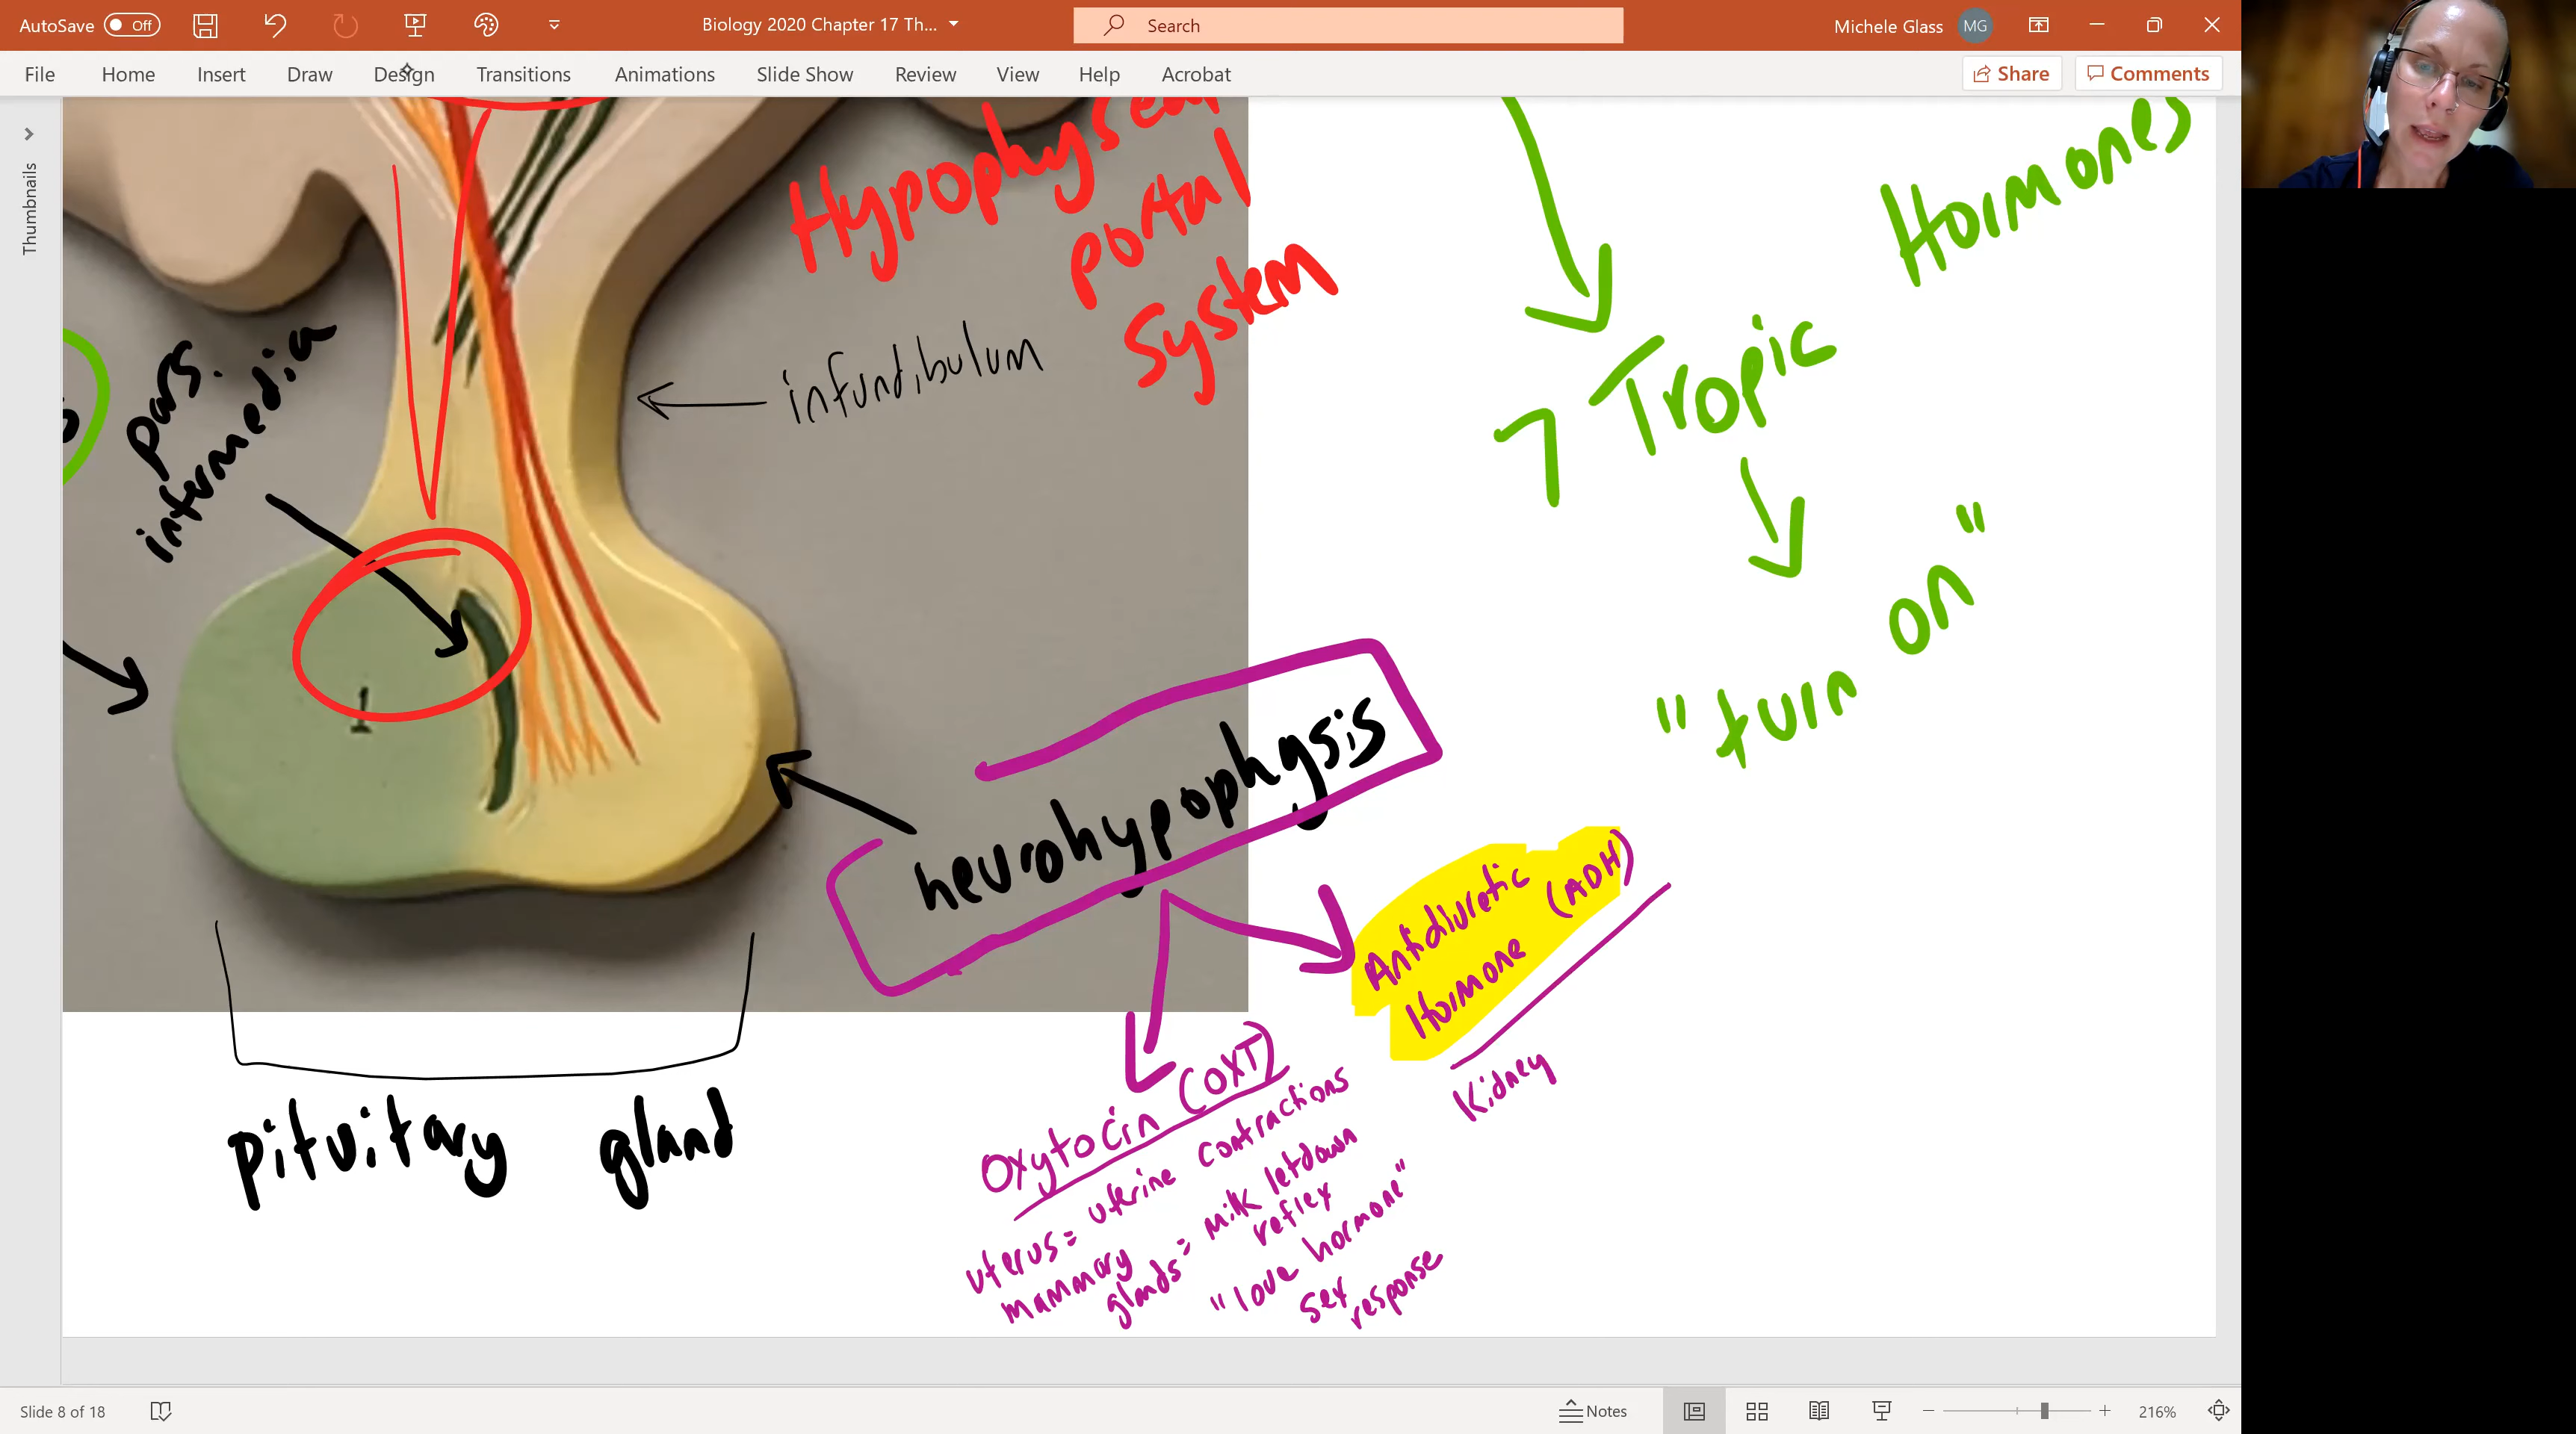 AutoSave Off
Biology 2020 Chapter 17 Th...
Search
Michele Glass MG
File Home Insert Draw Design Transitions Animations Slide Show Review View Help Acrobat
Share Comments
Thumbnails
Hypophyseal
portal
system
Hormones
pars
intermedia
infundibulum
7 Tropic
"turn on"
1
neurohypophysis
Antidiuretic (ADH)
Hormone
Kidney
pituitary gland
Oxytocin (OXT)
uterus= uterine contractions
mammary
glands= milk letdown
reflex
"love hormone"
sex
response
Slide 8 of 18
Notes
216%